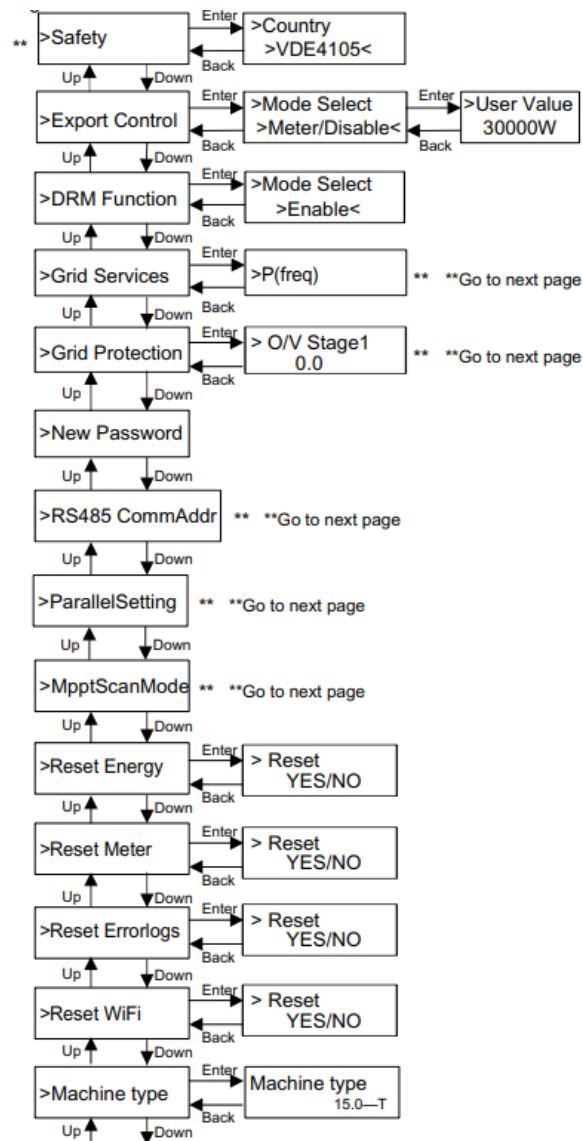 Enter
** >Safety
>Country
>VDE4105<
Back
Up
Down
Enter
Enter
>Export Control
>Mode Select
>Meter/Disable<
>User Value
30000W
Back
Back
Up
Down
Enter
>DRM Function
>Mode Select
>Enable<
Back
Up
Down
Enter
>Grid Services
>P(freq)
** **Go to next page
Back
Up
Down
Enter
>Grid Protection
> O/V Stage1
0.0
** **Go to next page
Back
Up
Down
>New Password
Up
Down
>RS485 CommAddr
** **Go to next page
Up
Down
>ParallelSetting
** **Go to next page
Up
Down
>MpptScanMode
** **Go to next page
Up
Down
Enter
>Reset Energy
> Reset
YES/NO
Back
Up
Down
Enter
>Reset Meter
> Reset
YES/NO
Back
Up
Down
Enter
>Reset Errorlogs
> Reset
YES/NO
Back
Up
Down
Enter
>Reset WiFi
> Reset
YES/NO
Back
Up
Down
Enter
>Machine type
Machine type
15.0—T
Back
Up
Down